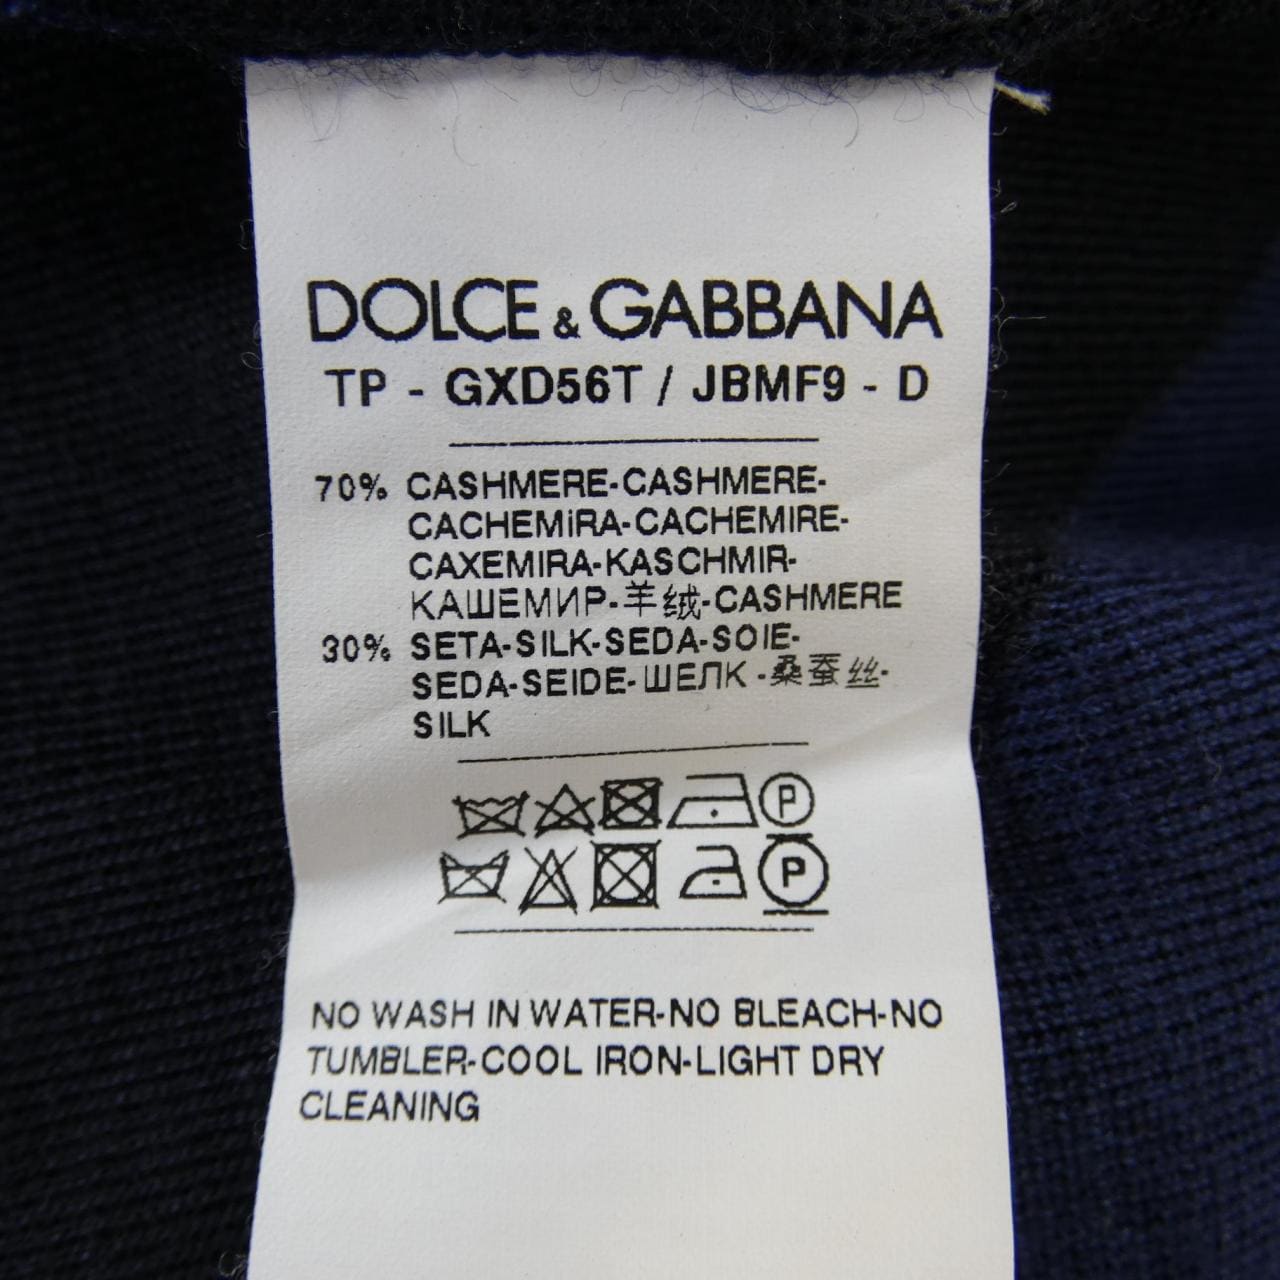 DOLCE & GABBANA
TP - GXD56T / JBMF9 - D
70% CASHMERE-CASHMERE-
CACHEMiRA-CACHEMIRE-
CAXEMIRA-KASCHMIR-
КАШЕМИР-羊绒-CASHMERE
30% SETA-SILK-SEDA-SOIE-
SEDA-SEIDE-ШЕЛК-桑蚕丝-
SILK
P
P
NO WASH IN WATER-NO BLEACH-NO
TUMBLER-COOL IRON-LIGHT DRY
CLEANING